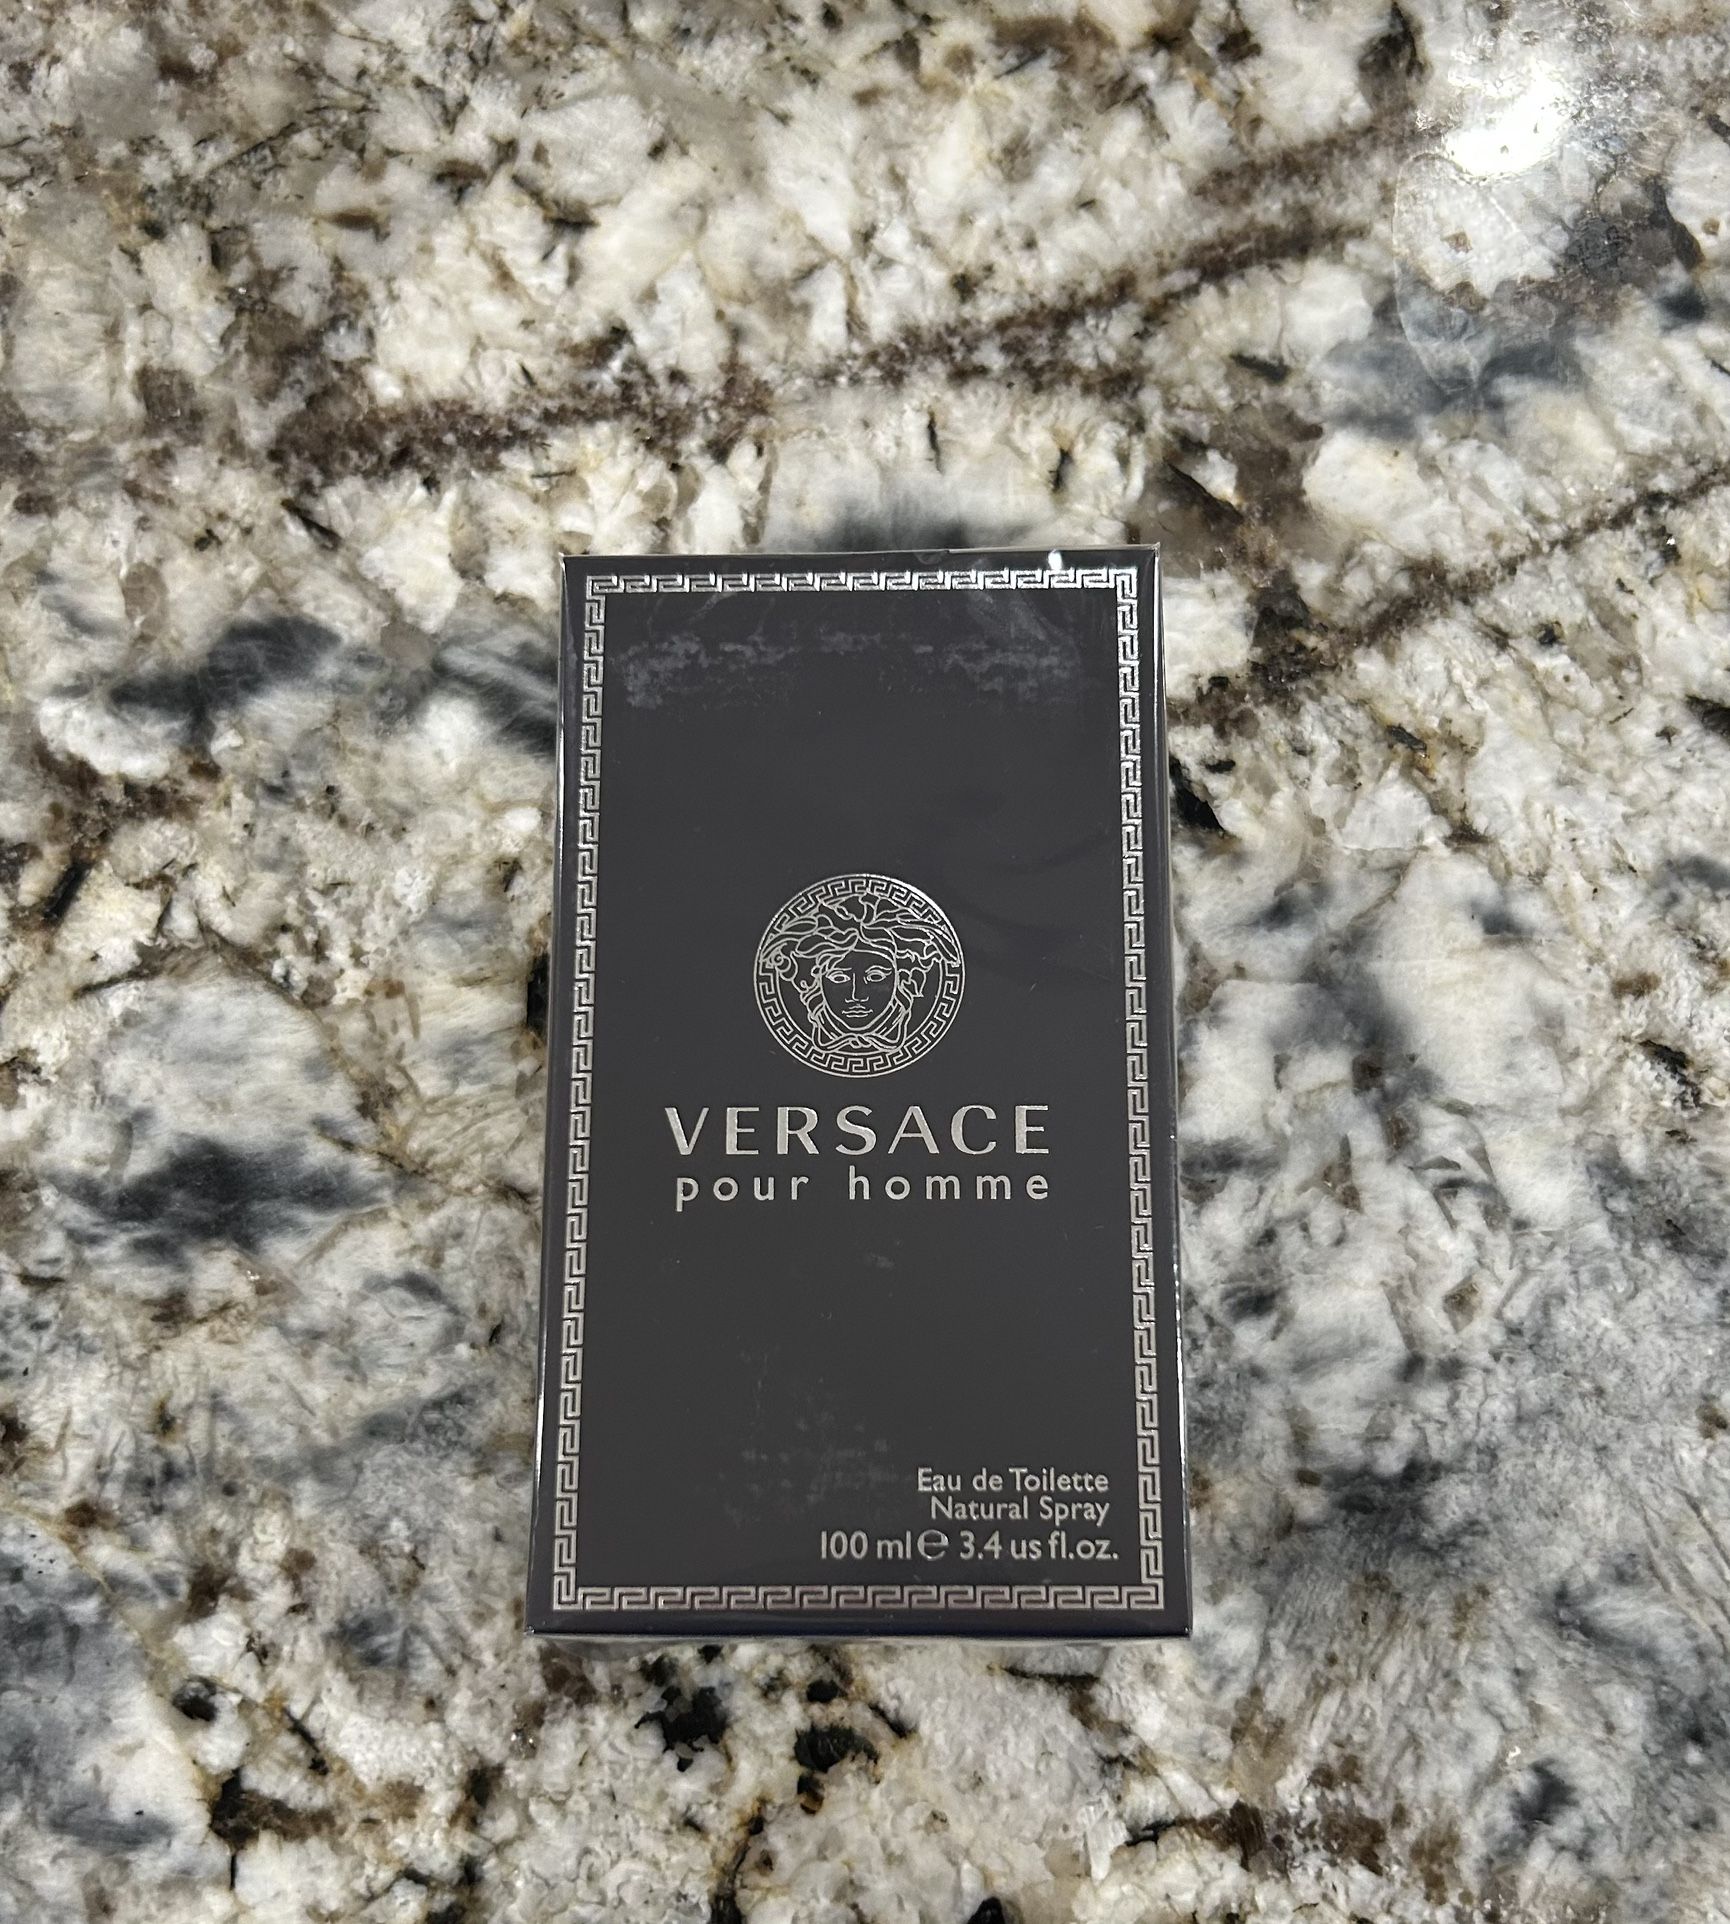 VERSACE
pour homme
Eau de Toilette
Natural Spray
100 ml ℮ 3.4 us fl.oz.